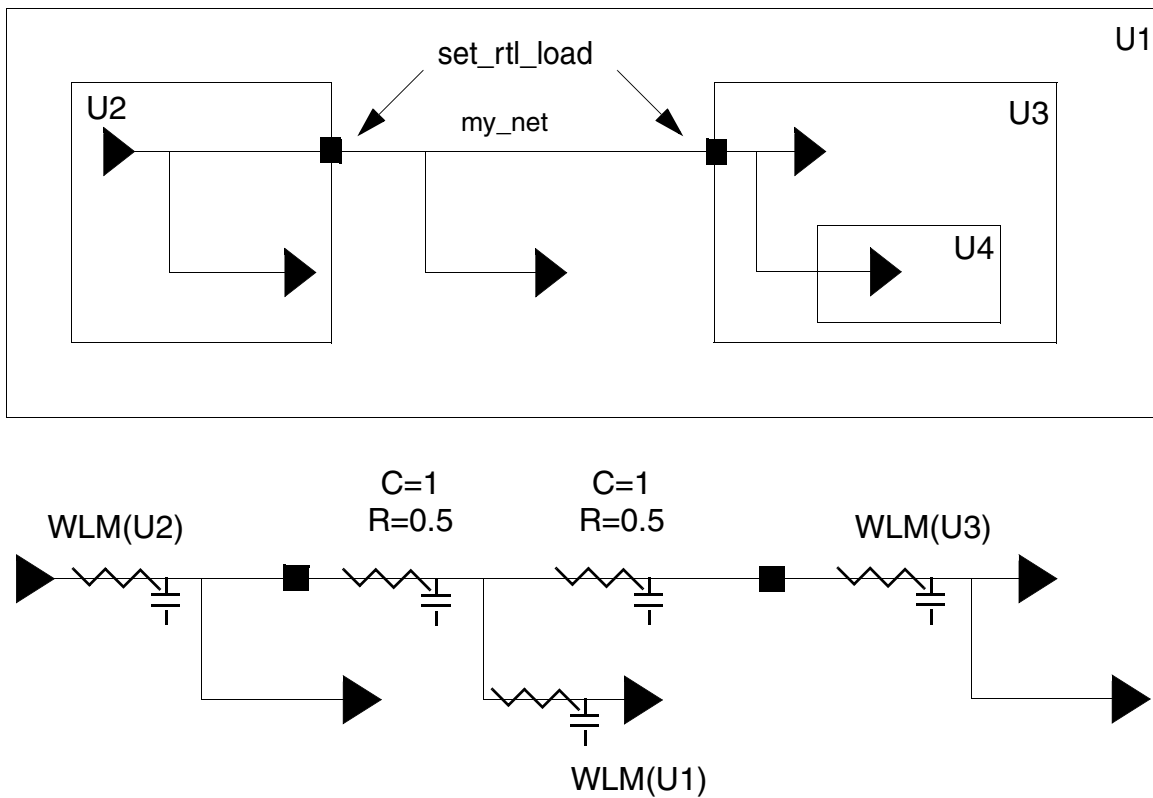 U1
set_rtl_load
U2
my_net
U3
U4
C=1
R=0.5
C=1
R=0.5
WLM(U2)
WLM(U3)
WLM(U1)